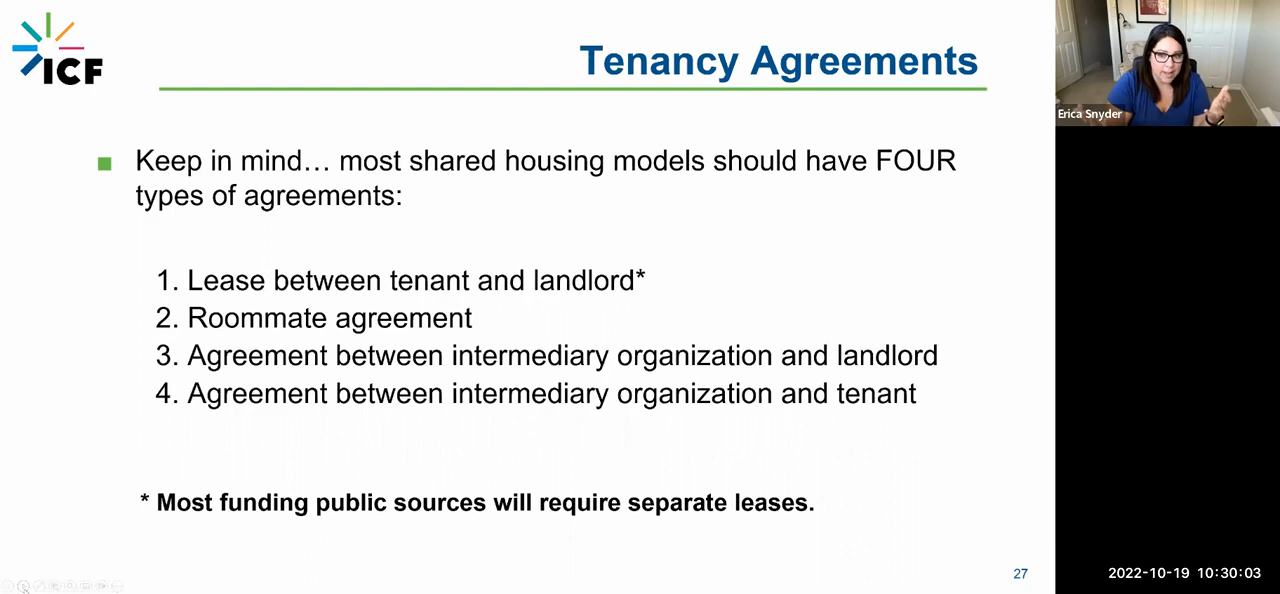 ICF
Tenancy Agreements
Erica Snyder
Keep in mind… most shared housing models should have FOUR
types of agreements:
1. Lease between tenant and landlord*
2. Roommate agreement
3. Agreement between intermediary organization and landlord
4. Agreement between intermediary organization and tenant
* Most funding public sources will require separate leases.
27
2022-10-19 10:30:03